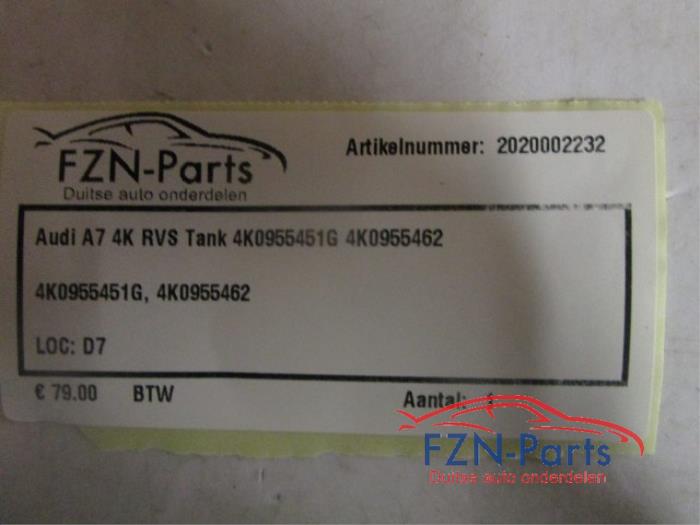 FZN-Parts
Duitse auto onderdelen
Artikelnummer: 2020002232
Audi A7 4K RVS Tank 4K0955451G 4K0955462
4K0955451G, 4K0955462
LOC: D7
€ 79.00 BTW Aantal:
FZN-Parts
Duitse auto onderdelen